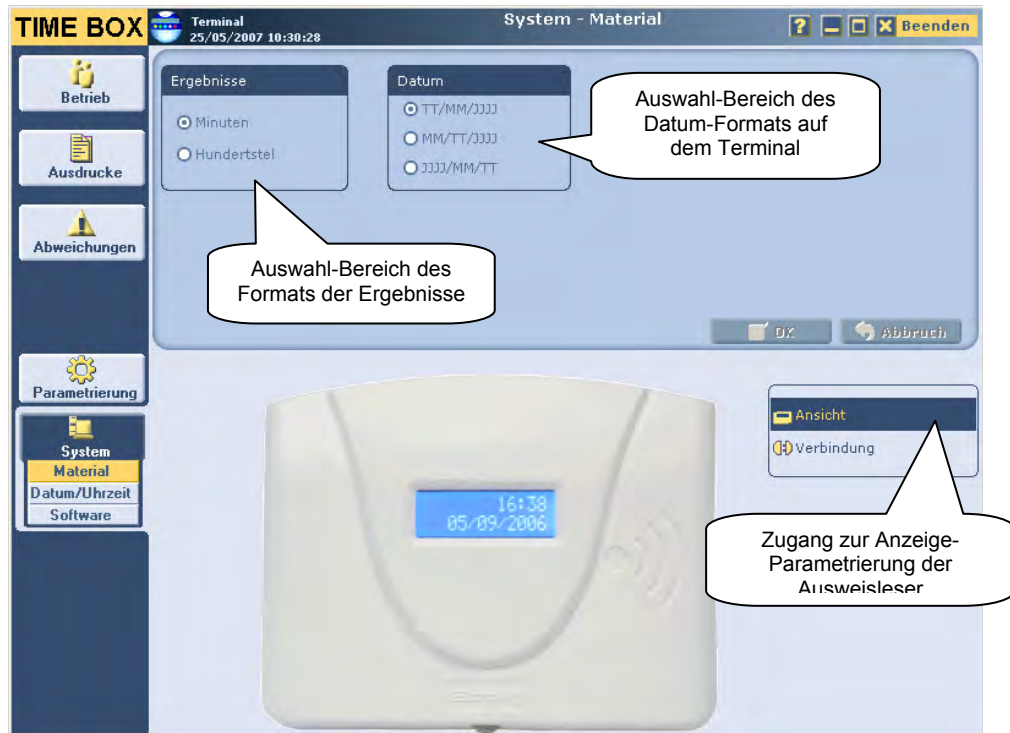 TIME BOX
Terminal
25/05/2007 10:30:28
System - Material
? Beenden
Betrieb
Ausdrucke
Abweichungen
Parametrierung
System
Material
Datum/Uhrzeit
Software
Ergebnisse
Minuten
Hundertstel
Datum
TT/MM/JJJJ
MM/TT/JJJJ
JJJJ/MM/TT
Auswahl-Bereich des
Datum-Formats auf
dem Terminal
Auswahl-Bereich des
Formats der Ergebnisse
OK
Abbruch
Ansicht
Verbindung
Zugang zur Anzeige-
Parametrierung der
Ausweisleser
16:38
05/09/2006